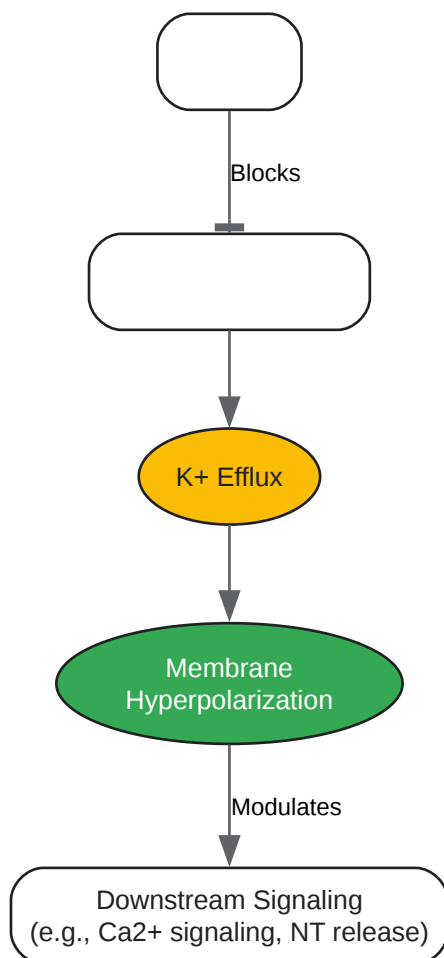 Blocks
K+ Efflux
Membrane
Hyperpolarization
Modulates
Downstream Signaling
(e.g., Ca2+ signaling, NT release)